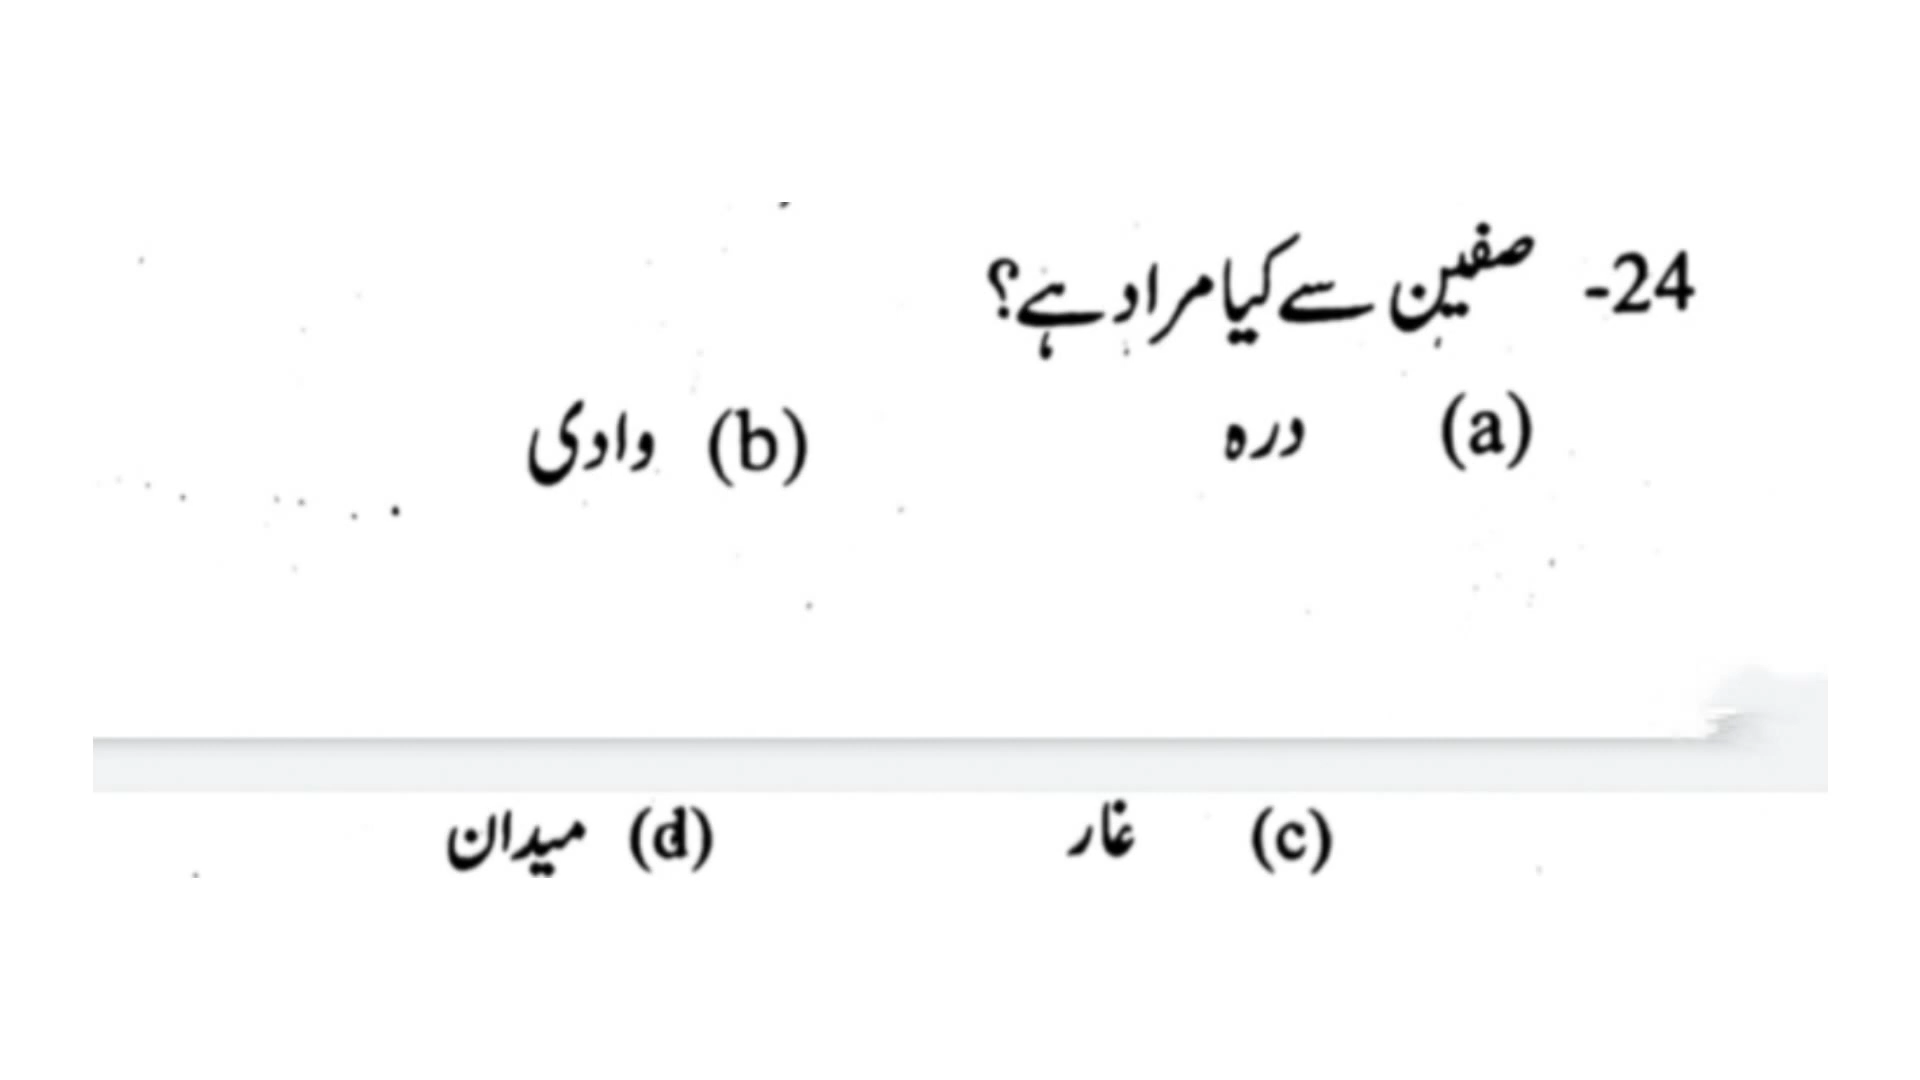 24- صفین سے کیا مراد ہے؟
(a) درہ (b) وادی
(c) غار (d) میدان